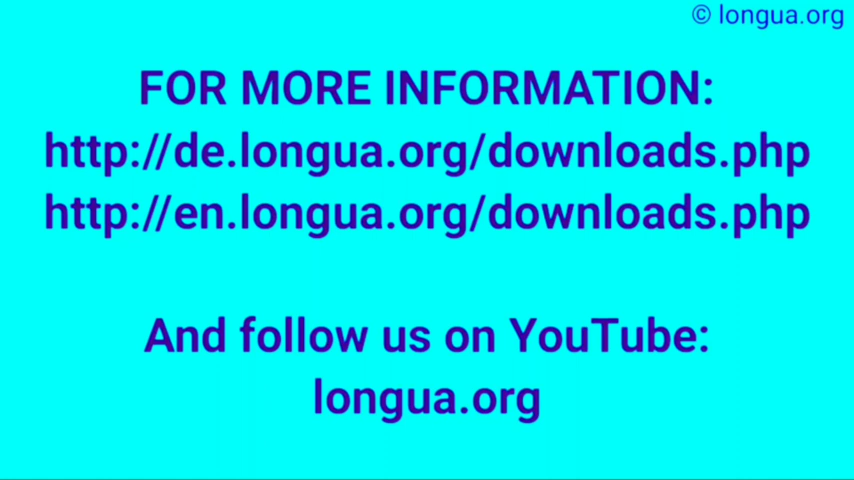 © longua.org
FOR MORE INFORMATION:
http://de.longua.org/downloads.php
http://en.longua.org/downloads.php
And follow us on YouTube:
longua.org